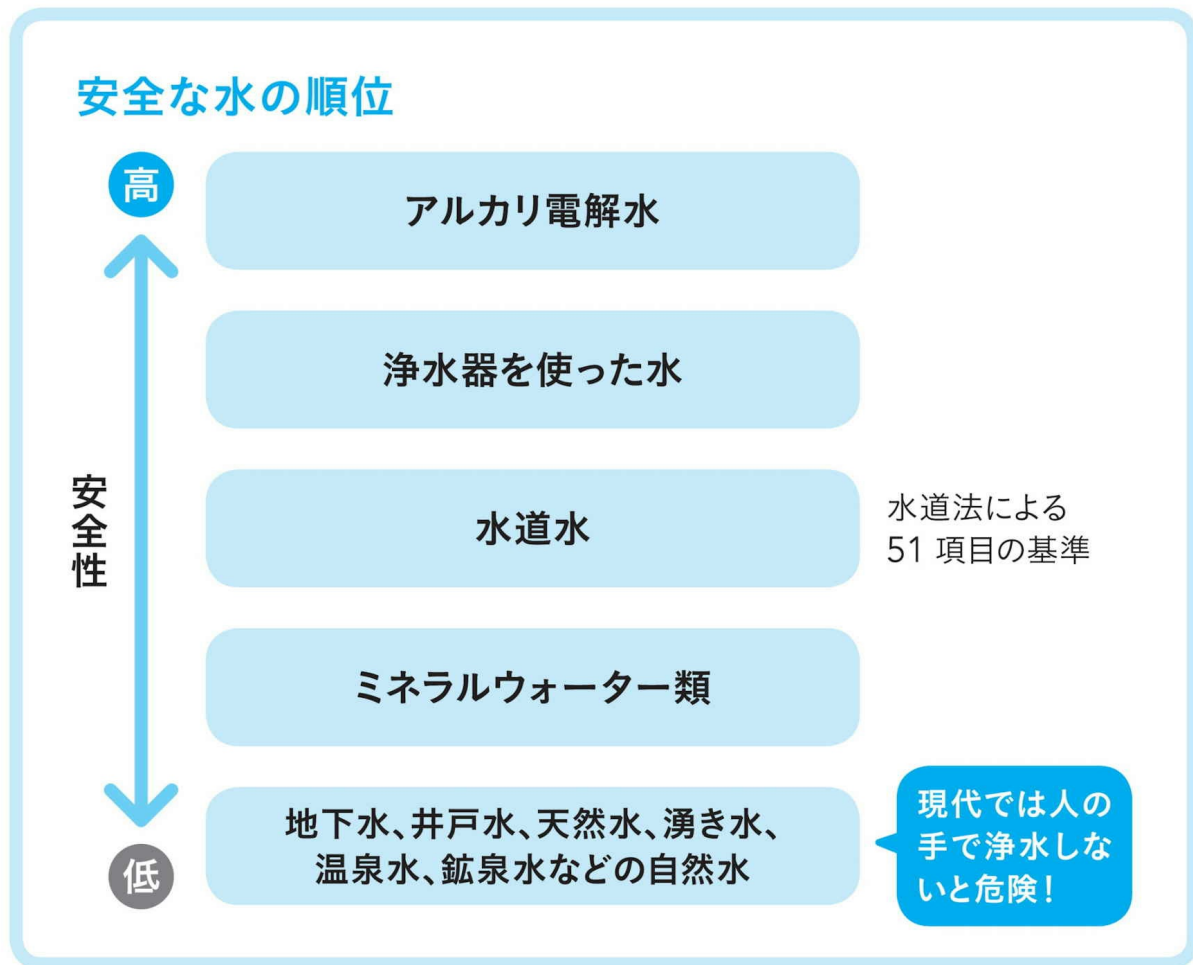 安全な水の順位
高
アルカリ電解水
浄水器を使った水
安全性
水道水
水道法による
51 項目の基準
ミネラルウォーター類
地下水、井戸水、天然水、湧き水、
温泉水、鉱泉水などの自然水
低
現代では人の
手で浄水しな
いと危険！